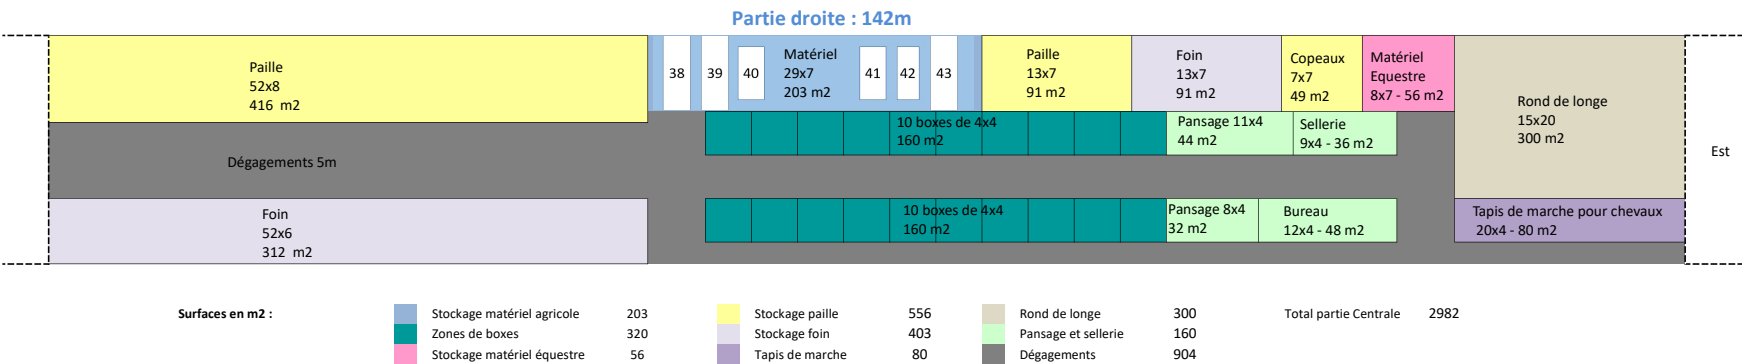 Partie droite : 142m
Paille
52x8
416 m2
38
39
40
Matériel
29x7
203 m2
41
42
43
Paille
13x7
91 m2
Foin
13x7
91 m2
Copeaux
7x7
49 m2
Matériel
Equestre
8x7 - 56 m2
Rond de longe
15x20
300 m2
Est
10 boxes de 4x4
160 m2
Pansage 11x4
44 m2
Sellerie
9x4 - 36 m2
Dégagements 5m
Foin
52x6
312 m2
10 boxes de 4x4
160 m2
Pansage 8x4
32 m2
Bureau
12x4 - 48 m2
Tapis de marche pour chevaux
20x4 - 80 m2
Surfaces en m2 :
Stockage matériel agricole 203
Zones de boxes 320
Stockage matériel équestre 56
Stockage paille 556
Stockage foin 403
Tapis de marche 80
Rond de longe 300
Pansage et sellerie 160
Dégagements 904
Total partie Centrale 2982